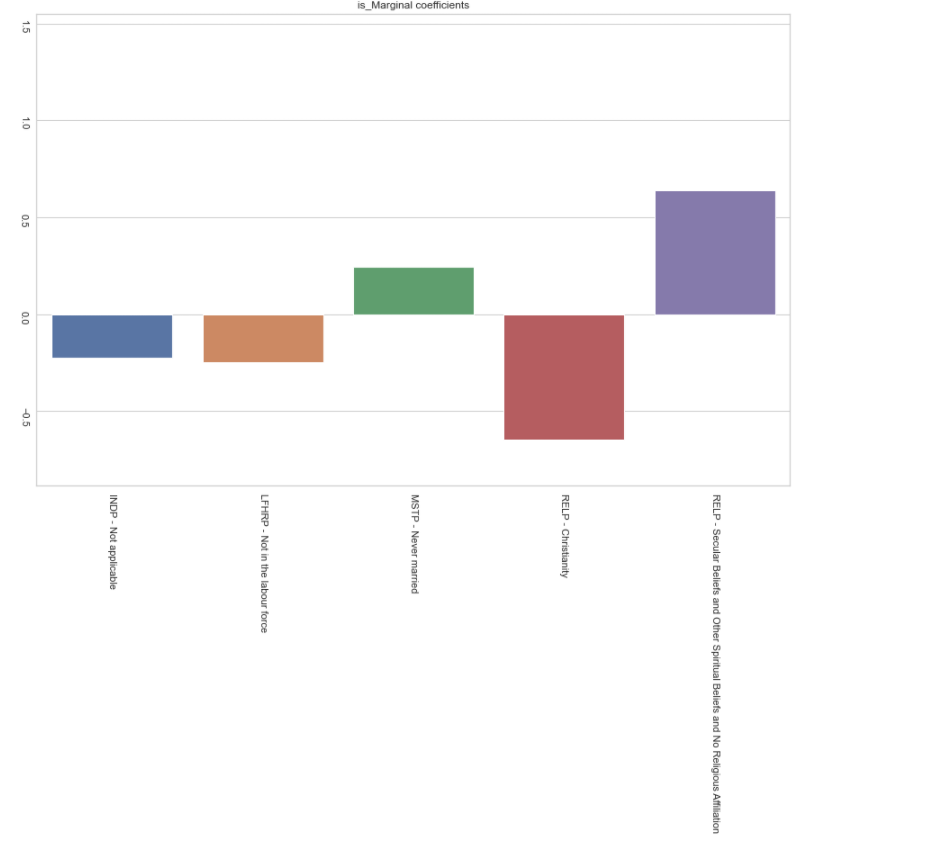 is_Marginal coefficients
1.5
1.0
0.5
0.0
−0.5
INDP - Not applicable
LFHRP - Not in the labour force
MSTP - Never married
RELP - Christianity
RELP - Secular Beliefs and Other Spiritual Beliefs and No Religious Affiliation